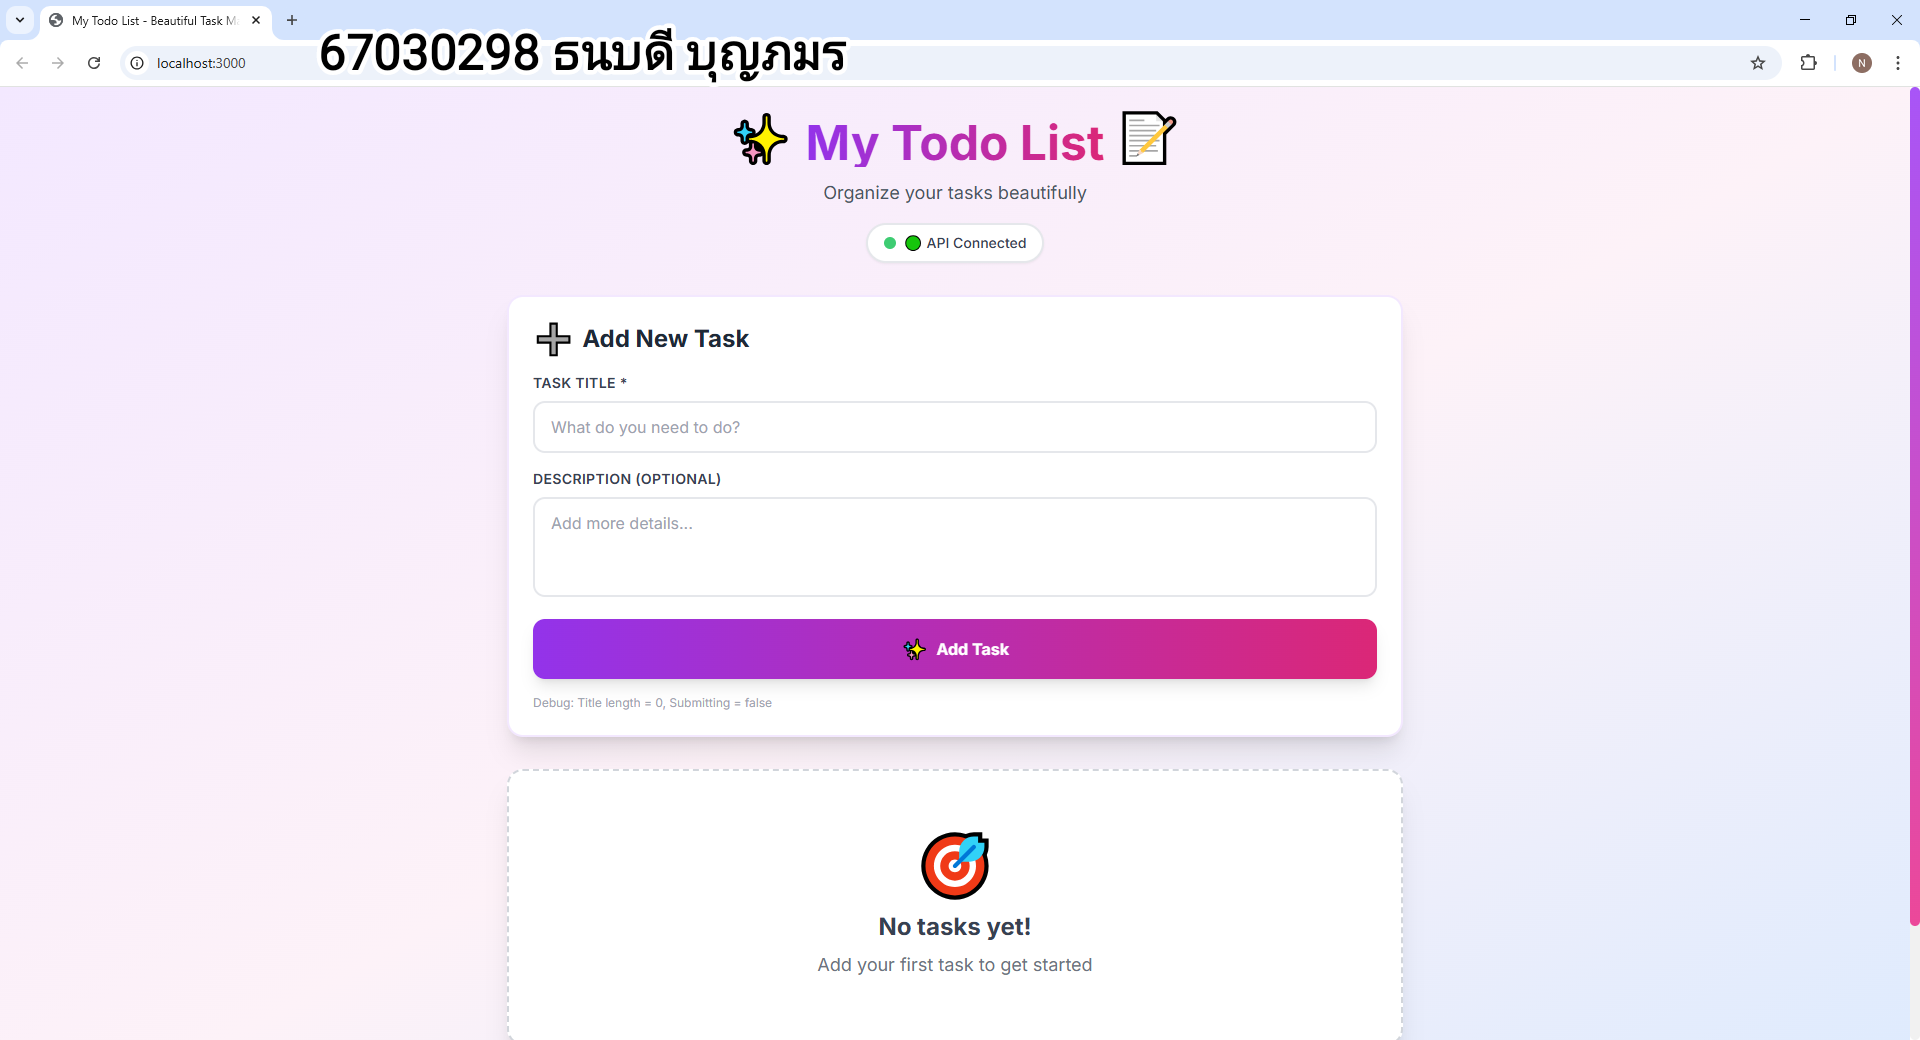 My Todo List - Beautiful Task M
localhost:3000
67030298 ธนบดี บุญภมร
N
My Todo List
Organize your tasks beautifully
API Connected
Add New Task
TASK TITLE *
What do you need to do?
DESCRIPTION (OPTIONAL)
Add more details...
Add Task
Debug: Title length = 0, Submitting = false
No tasks yet!
Add your first task to get started